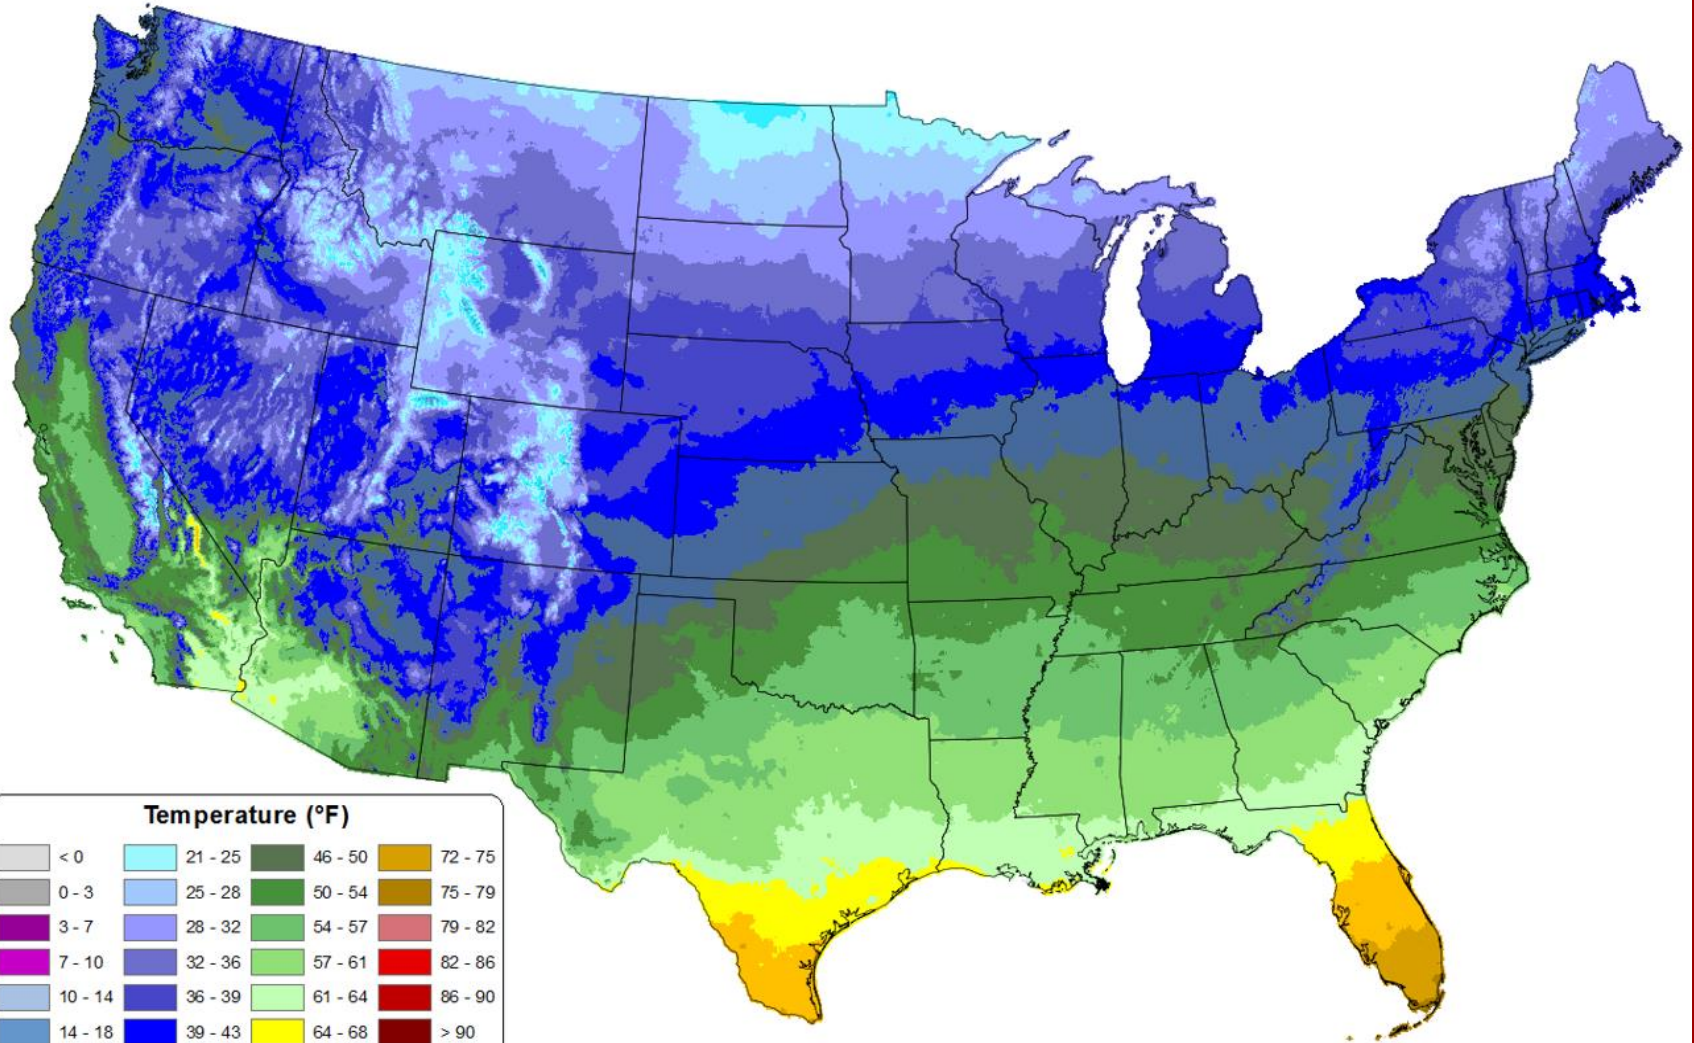 Temperature (°F)
< 0 21 - 25 46 - 50 72 - 75
0 - 3 25 - 28 50 - 54 75 - 79
3 - 7 28 - 32 54 - 57 79 - 82
7 - 10 32 - 36 57 - 61 82 - 86
10 - 14 36 - 39 61 - 64 86 - 90
14 - 18 39 - 43 64 - 68 > 90